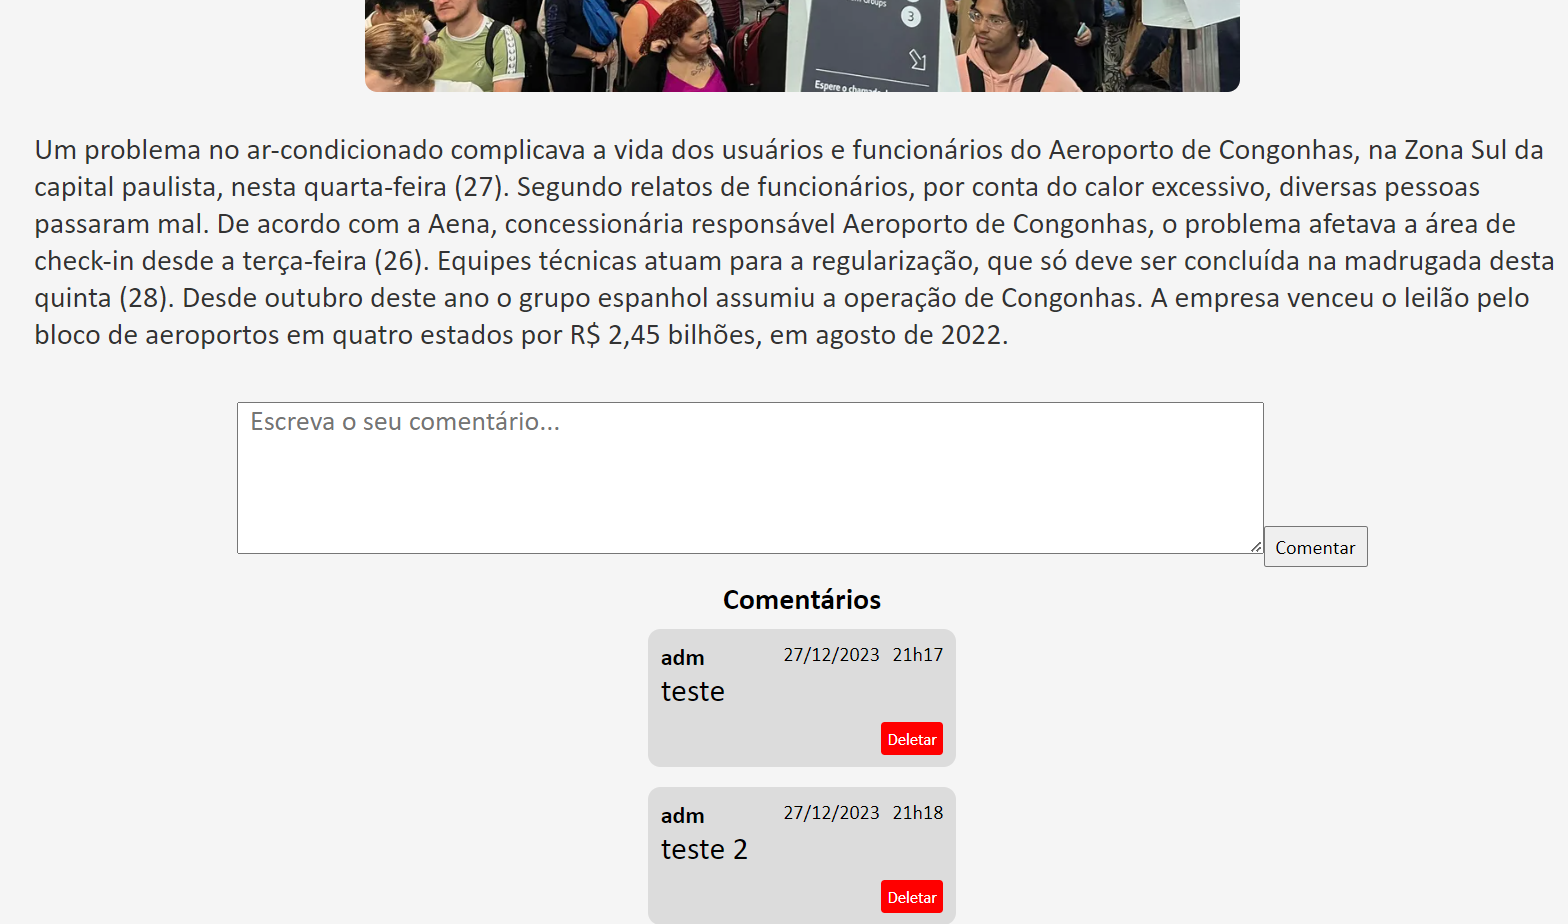 Groups
3
Espere o chamado
Um problema no ar-condicionado complicava a vida dos usuários e funcionários do Aeroporto de Congonhas, na Zona Sul da
capital paulista, nesta quarta-feira (27). Segundo relatos de funcionários, por conta do calor excessivo, diversas pessoas
passaram mal. De acordo com a Aena, concessionária responsável Aeroporto de Congonhas, o problema afetava a área de
check-in desde a terça-feira (26). Equipes técnicas atuam para a regularização, que só deve ser concluída na madrugada desta
quinta (28). Desde outubro deste ano o grupo espanhol assumiu a operação de Congonhas. A empresa venceu o leilão pelo
bloco de aeroportos em quatro estados por R$ 2,45 bilhões, em agosto de 2022.
Escreva o seu comentário...
Comentar
Comentários
adm 27/12/2023 21h17
teste
Deletar
adm 27/12/2023 21h18
teste 2
Deletar